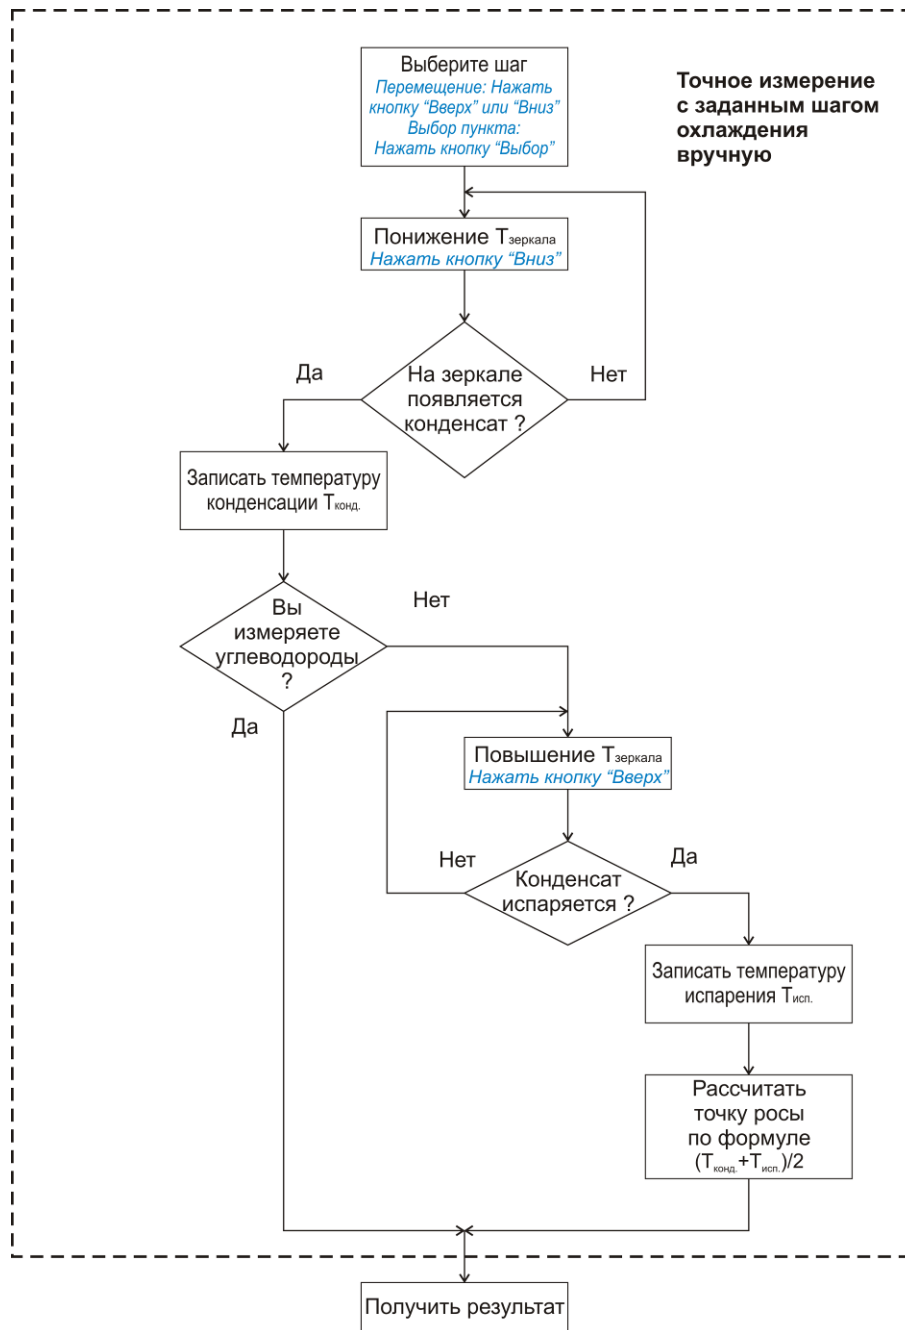 Выберите шаг
Перемещение: Нажать
кнопку “Вверх” или “Вниз”
Выбор пункта:
Нажать кнопку “Выбор”
Точное измерение
с заданным шагом
охлаждения
вручную
Понижение Tзеркала
Нажать кнопку “Вниз”
Да
Нет
На зеркале
появляется
конденсат ?
Записать температуру
конденсации Tконд.
Вы
измеряете
углеводороды
?
Нет
Да
Повышение Tзеркала
Нажать кнопку “Вверх”
Нет
Да
Конденсат
испаряется ?
Записать температуру
испарения Tисп.
Рассчитать
точку росы
по формуле
(Tконд.+Tисп.)/2
Получить результат